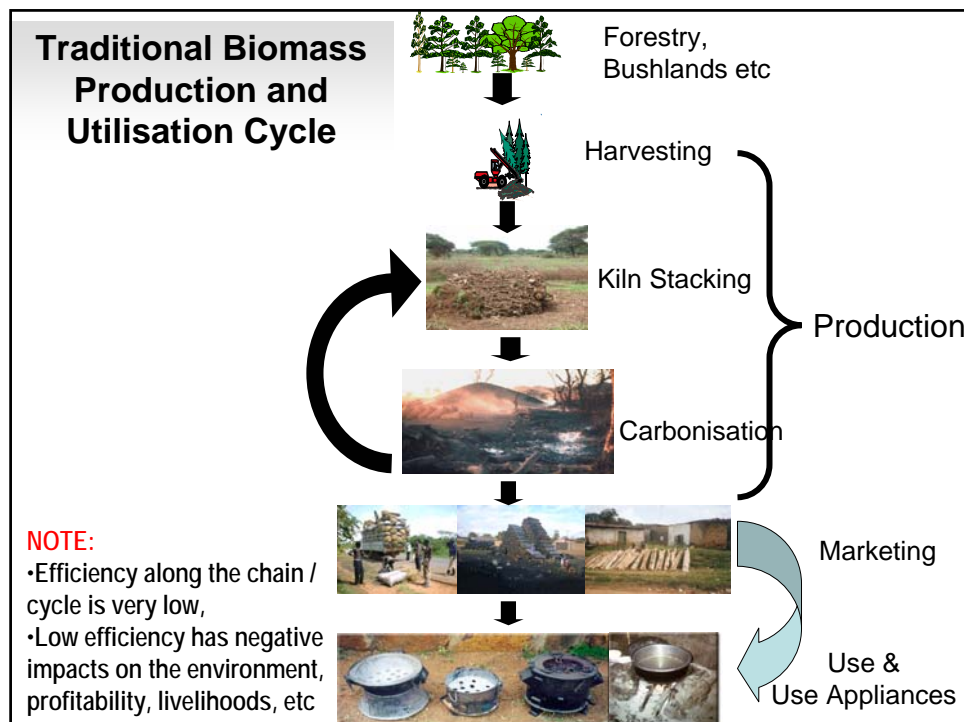 Traditional Biomass
Production and
Utilisation Cycle
Forestry,
Bushlands etc
Harvesting
Kiln Stacking
Production
Carbonisation
NOTE:
•Efficiency along the chain /
cycle is very low,
•Low efficiency has negative
impacts on the environment,
profitability, livelihoods, etc
Marketing
Use &
Use Appliances